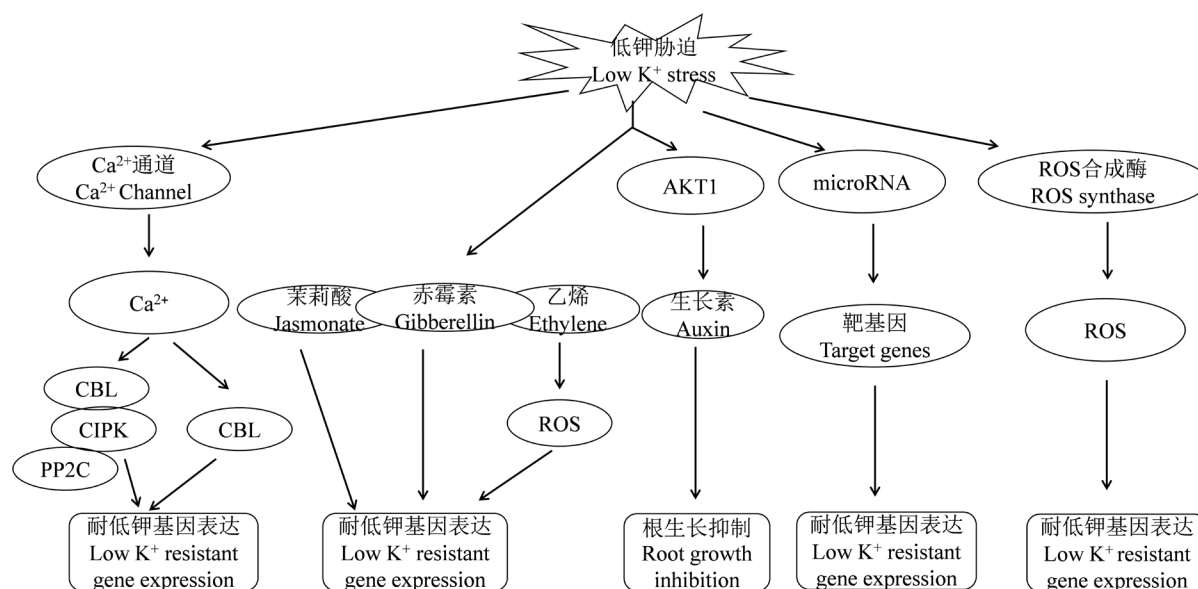 低钾胁迫
Low K⁺ stress
Ca²⁺通道
Ca²⁺ Channel
AKT1
microRNA
ROS合成酶
ROS synthase
Ca²⁺
茉莉酸
Jasmonate
赤霉素
Gibberellin
乙烯
Ethylene
生长素
Auxin
靶基因
Target genes
ROS
CBL
CIPK
PP2C
CBL
ROS
耐低钾基因表达
Low K⁺ resistant
gene expression
耐低钾基因表达
Low K⁺ resistant
gene expression
根生长抑制
Root growth
inhibition
耐低钾基因表达
Low K⁺ resistant
gene expression
耐低钾基因表达
Low K⁺ resistant
gene expression